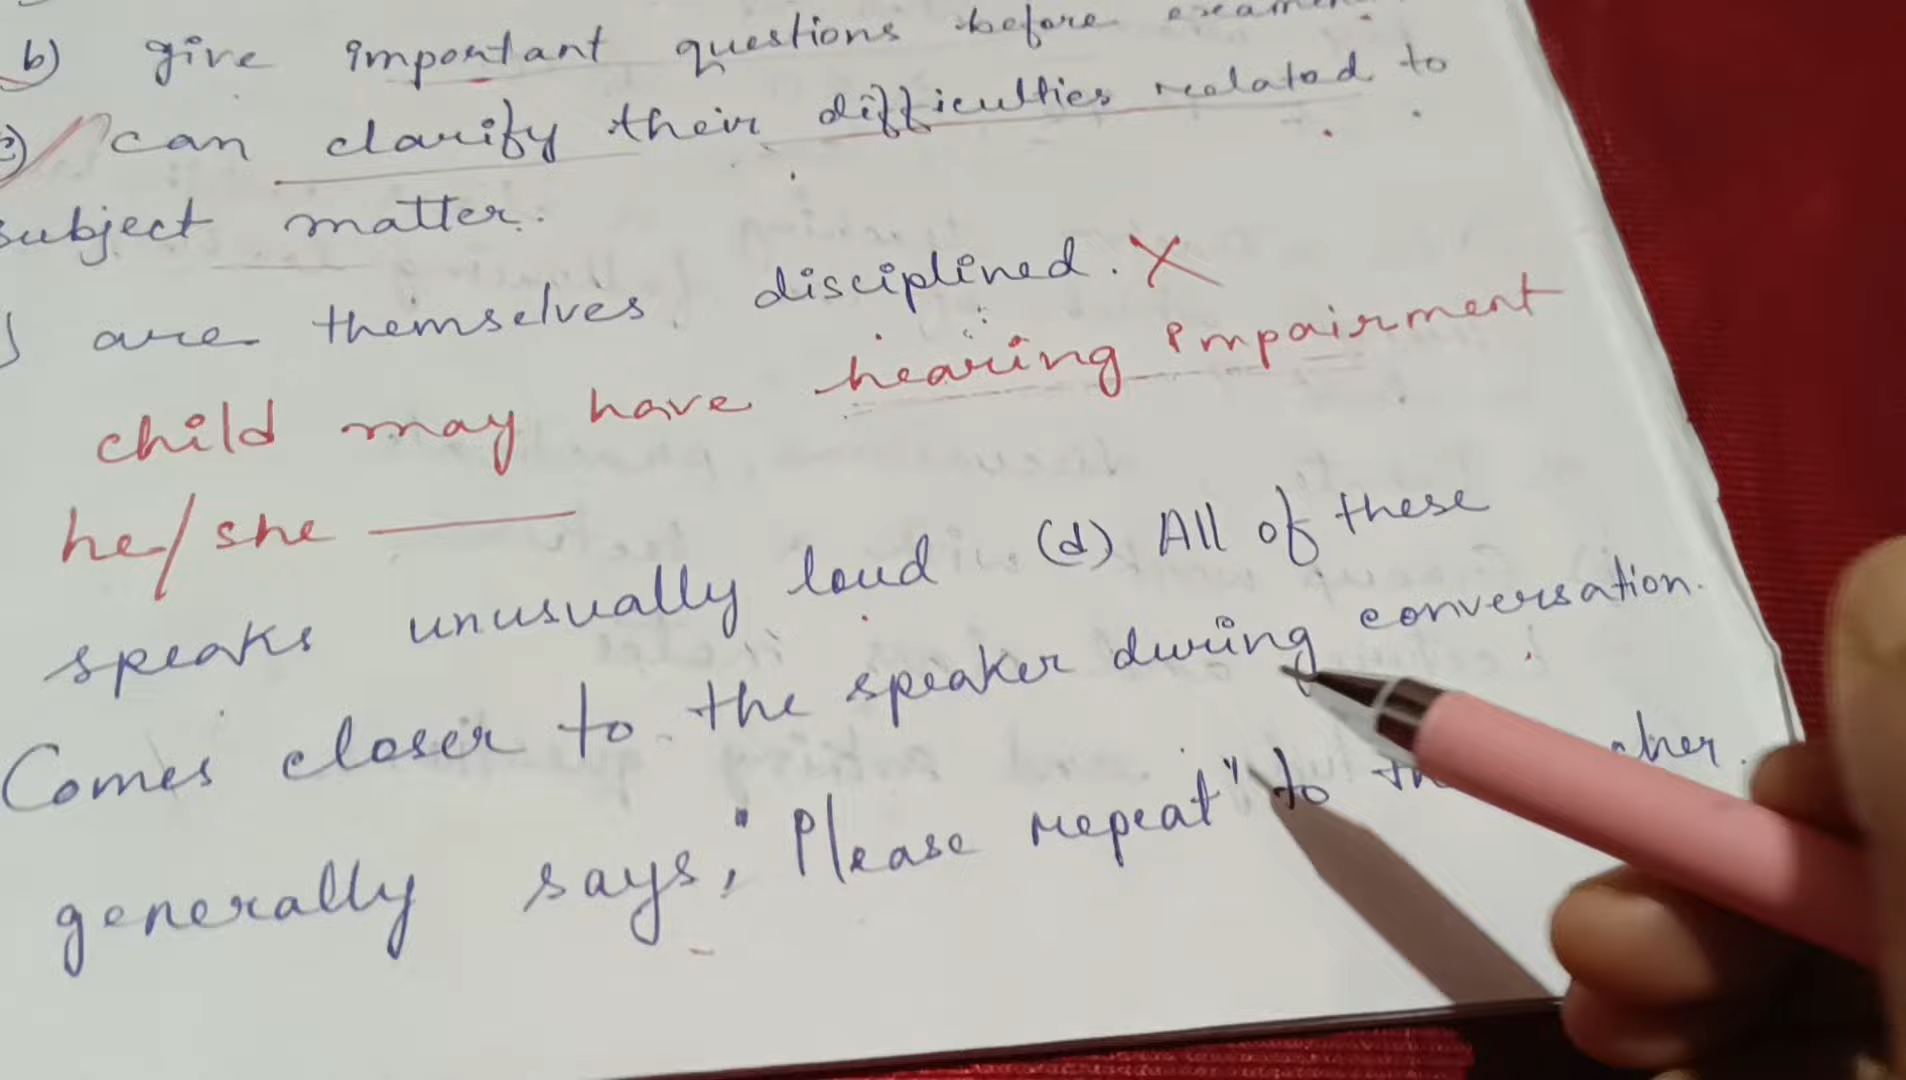 b) give important questions before
c) can clarify their difficulties related to
subject matter.
are themselves disciplined. X
child may have hearing impairment
he/she ———
speaks unusually loud (d) All of these
Comes closer to the speaker during conversation.
generally says, "Please repeat" to